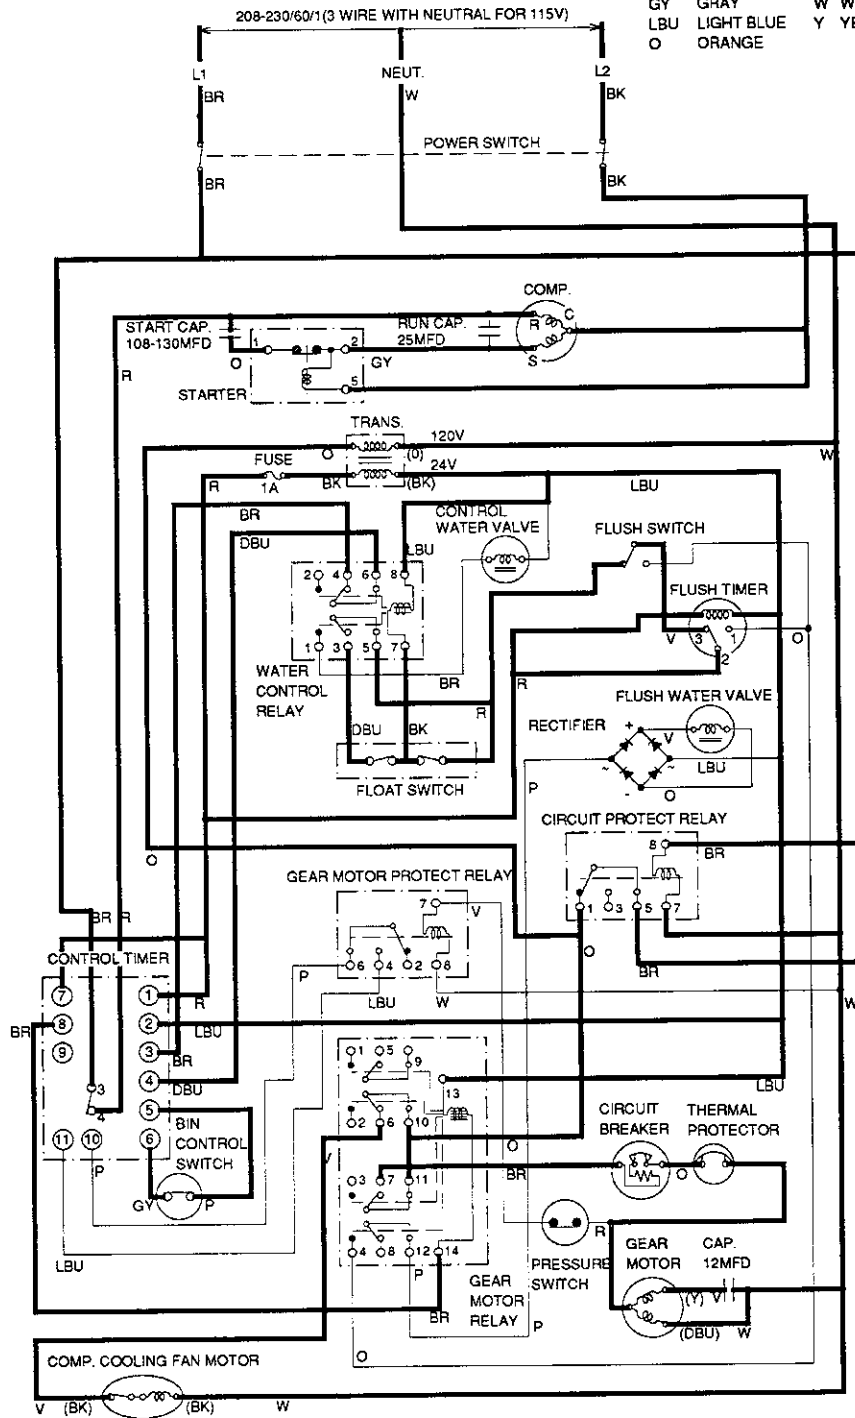 208-230/60/1(3 WIRE WITH NEUTRAL FOR 115V)
GY GRAY W
LBU LIGHT BLUE Y
O ORANGE
L1
NEUT.
L2
BR
W
BK
POWER SWITCH
BR
BK
COMP.
START CAP.
108-130MFD
RUN CAP.
25MFD
R
C
S
1
2
O
GY
5
R
STARTER
TRANS.
120V
O
(0)
FUSE
24V
W
R
1A
BK
(BK)
LBU
BR
CONTROL
WATER VALVE
FLUSH SWITCH
DBU
LBU
2 4 6 8
FLUSH TIMER
3 1
V
O
2
1 3 5 7
WATER
CONTROL
RELAY
BR
R
R
FLUSH WATER VALVE
RECTIFIER
+
V
DBU
BK
~
~
LBU
P
-
O
FLOAT SWITCH
CIRCUIT PROTECT RELAY
8
BR
O
GEAR MOTOR PROTECT RELAY
7
V
1 3 5 7
BR
R
O
CONTROL TIMER
6 4 2 8
P
BR
7
1
R
LBU
W
W
BR
8
2
LBU
9
3
BR
1 5 9
4
DBU
13
LBU
3
4
5
BIN
CONTROL
SWITCH
2 6 10
CIRCUIT
BREAKER
THERMAL
PROTECTOR
11
10
6
O
P
V
BR
O
3 7 11
GY
P
R
LBU
4 8 12 14
PRESSURE
SWITCH
GEAR
MOTOR
CAP.
12MFD
P
GEAR
MOTOR
RELAY
(Y)
V
BR
P
(DBU)
W
O
COMP. COOLING FAN MOTOR
V
(BK)
(BK)
W